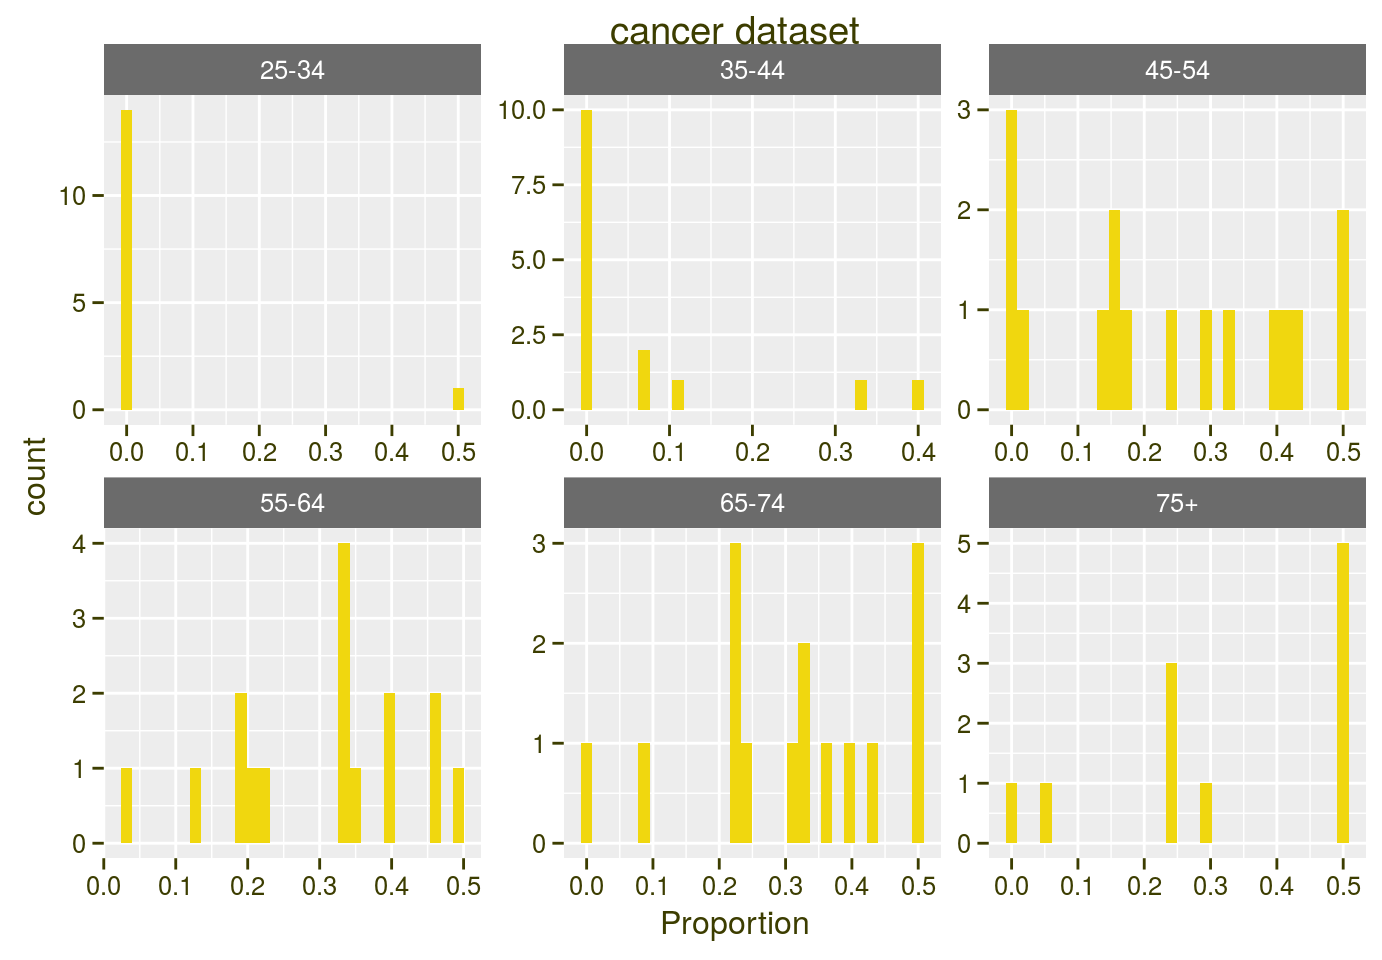 cancer dataset
25-34 35-44 45-54
10 5 0
10.0 7.5 5.0 2.5 0.0
3 2 1 0
0.0 0.1 0.2 0.3 0.4 0.5
0.0 0.1 0.2 0.3 0.4
0.0 0.1 0.2 0.3 0.4 0.5
count
55-64 65-74 75+
4 3 2 1 0
3 2 1 0
5 4 3 2 1 0
0.0 0.1 0.2 0.3 0.4 0.5
0.0 0.1 0.2 0.3 0.4 0.5
0.0 0.1 0.2 0.3 0.4 0.5
Proportion